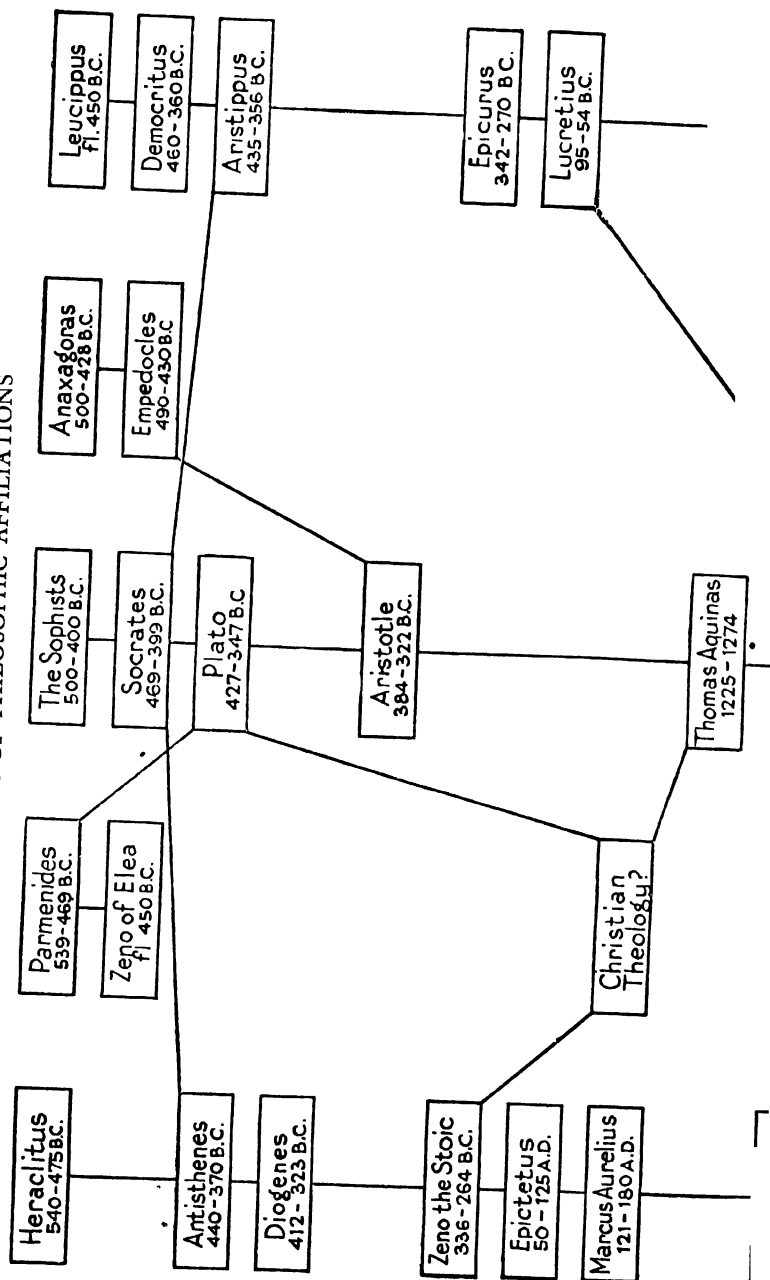 OF PHILOSOPHIC AFFILIATIONS
Heraclitus
540-475 B.C.
Antisthenes
440-370 B.C.
Diogenes
412-323 B.C.
Zeno the Stoic
336-264 B.C.
Epictetus
50-125 A.D.
Marcus Aurelius
121-180 A.D.
Parmenides
539-469 B.C.
Zeno of Elea
fl 450 B.C.
Christian
Theology?
The Sophists
500-400 B.C.
Socrates
469-399 B.C.
Plato
427-347 B.C
Aristotle
384-322 B.C.
Thomas Aquinas
1225-1274
Anaxagoras
500-428 B.C.
Empedocles
490-430 B.C
Leucippus
fl. 450 B.C.
Democritus
460-360 B.C.
Aristippus
435-356 B C.
Epicurus
342-270 B C.
Lucretius
95-54 B.C.